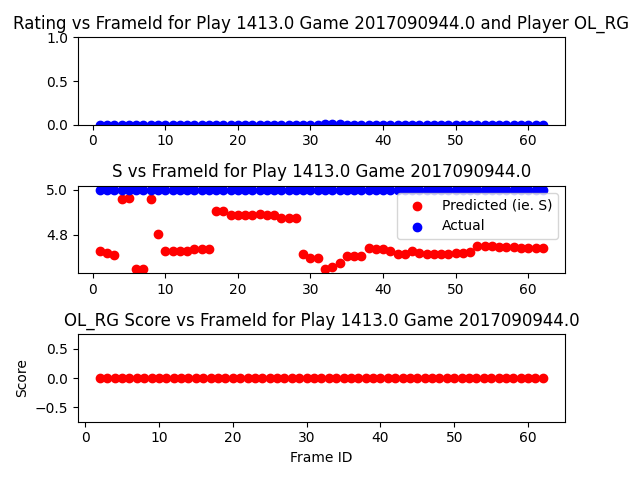 Rating vs FrameId for Play 1413.0 Game 2017090944.0 and Player OL_RG
1.0
0.5
0.0
0 10 20 30 40 50 60
S vs FrameId for Play 1413.0 Game 2017090944.0
5.0
Predicted (ie. S)
Actual
4.8
0 10 20 30 40 50 60
OL_RG Score vs FrameId for Play 1413.0 Game 2017090944.0
0.5
0.0
−0.5
Score
0 10 20 30 40 50 60
Frame ID